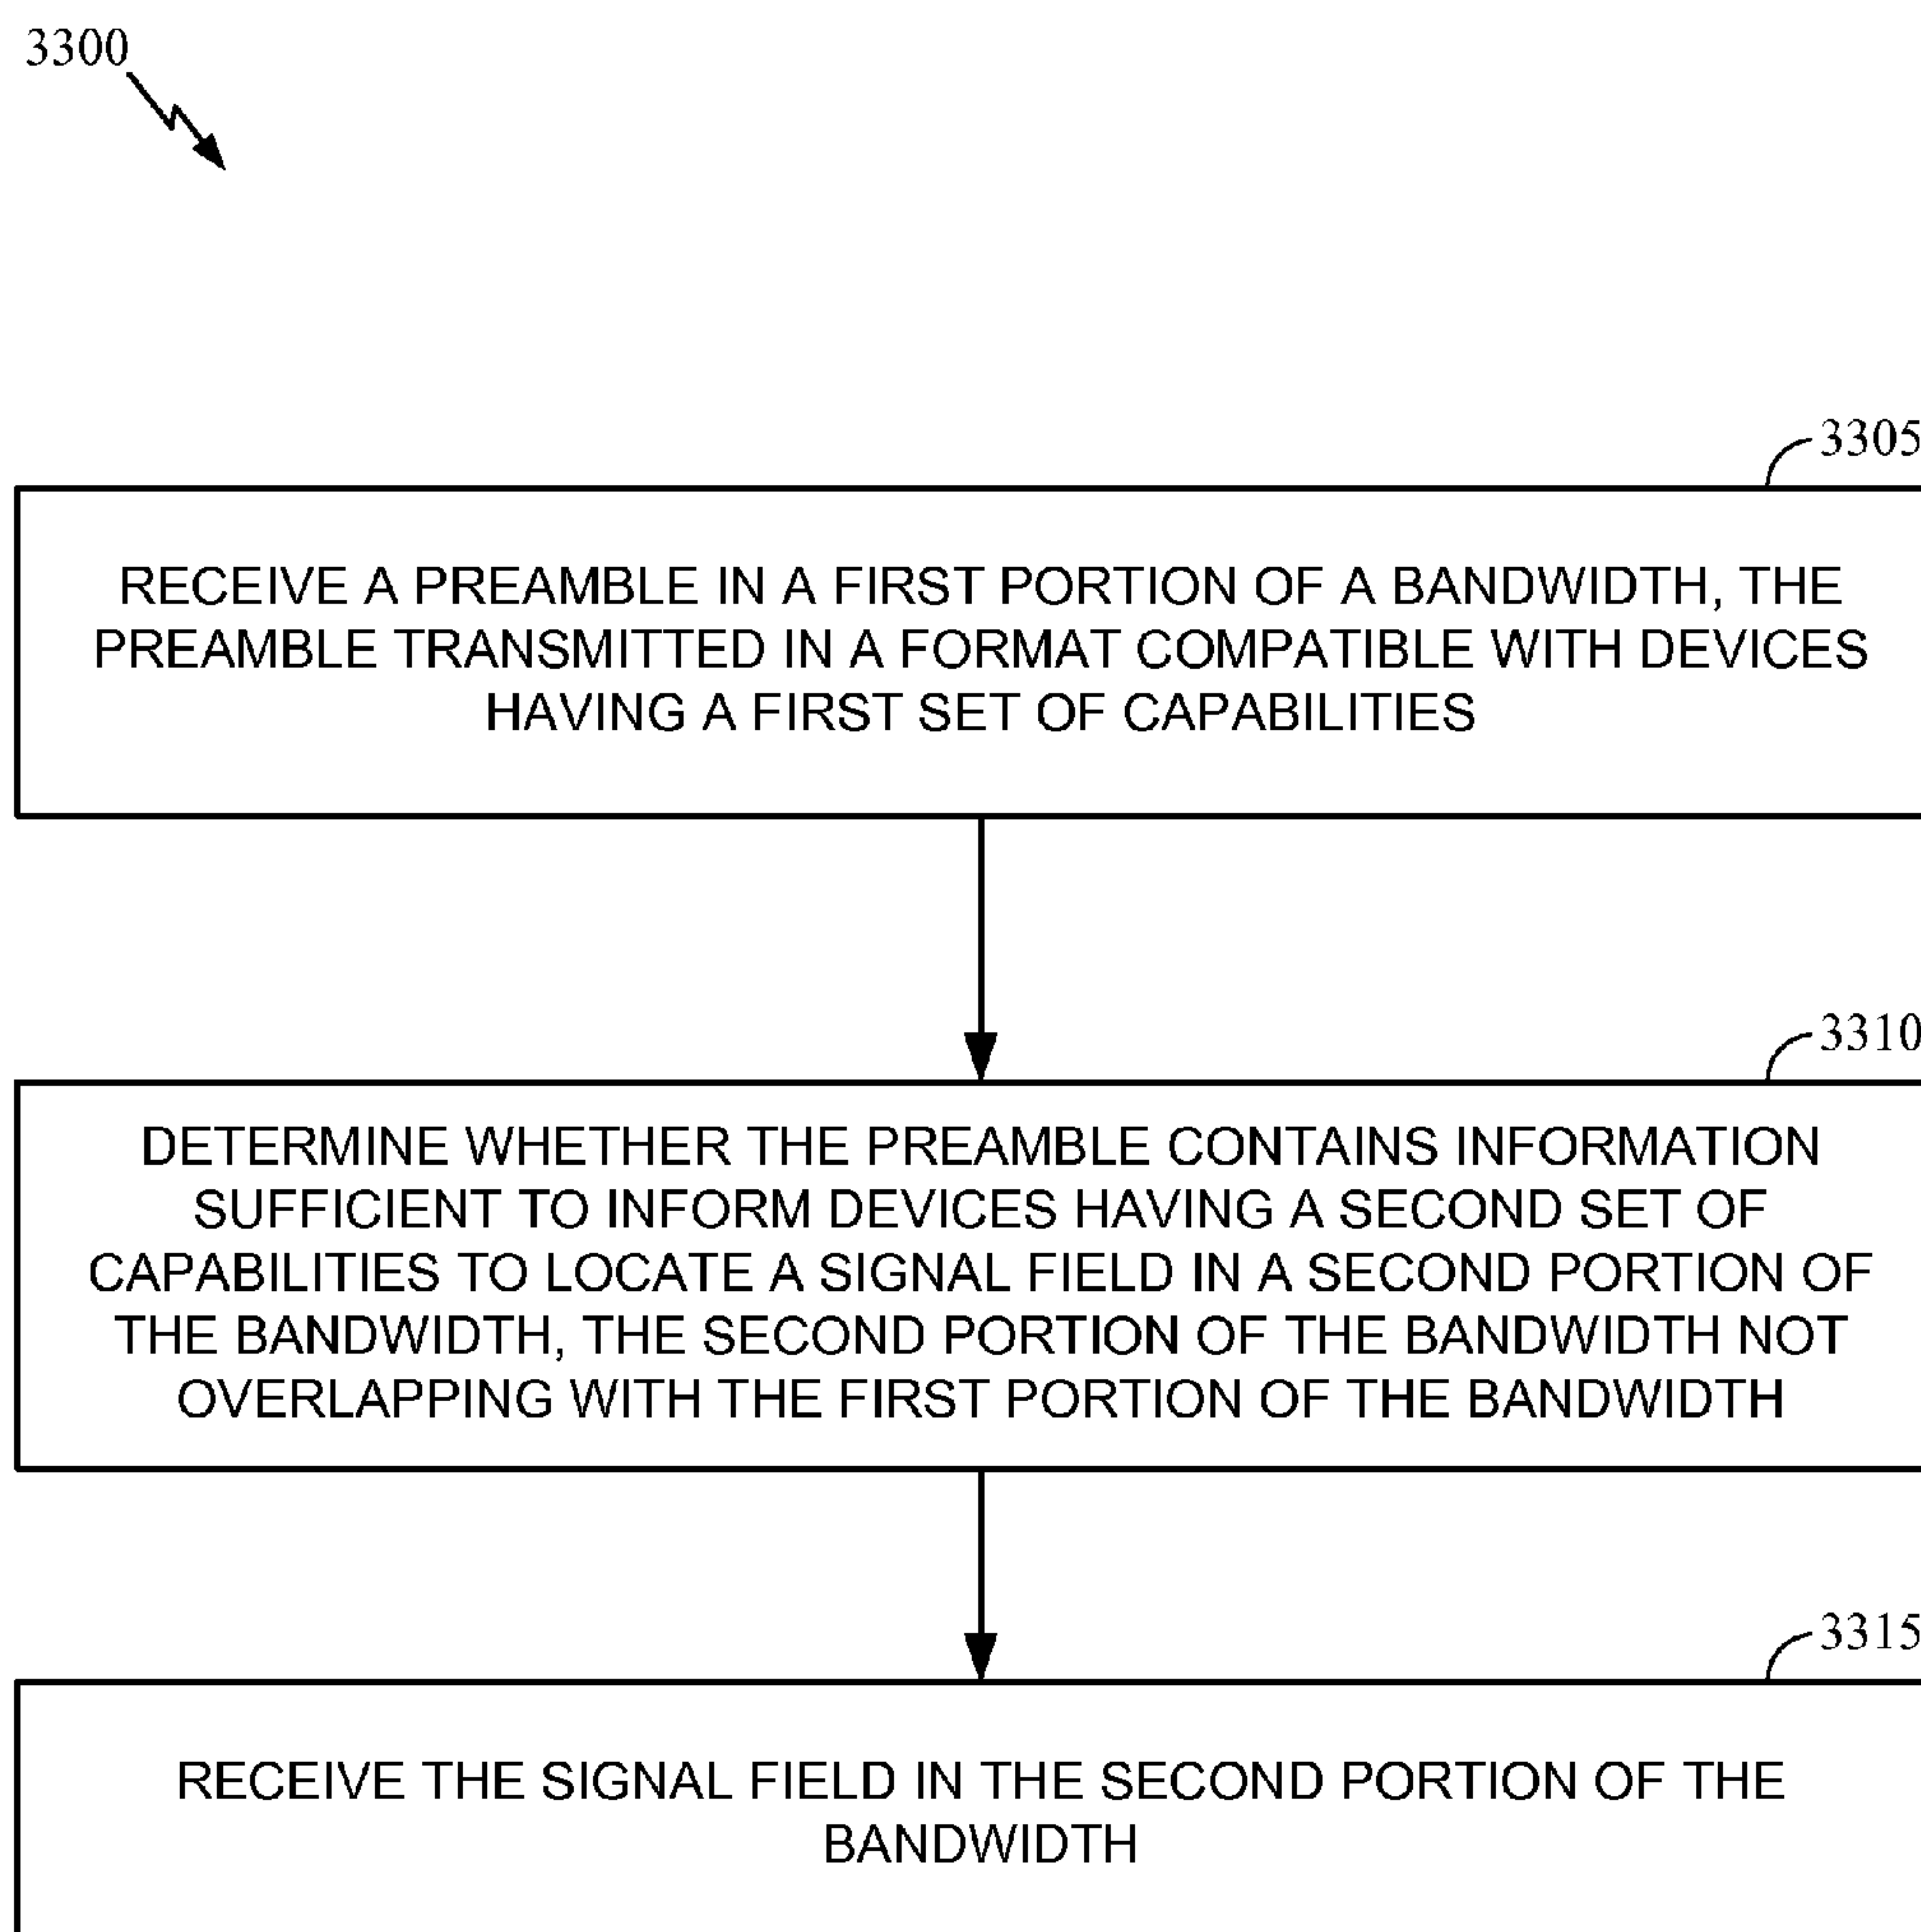 3300
3305
RECEIVE A PREAMBLE IN A FIRST PORTION OF A BANDWIDTH, THE
PREAMBLE TRANSMITTED IN A FORMAT COMPATIBLE WITH DEVICES
HAVING A FIRST SET OF CAPABILITIES
3310
DETERMINE WHETHER THE PREAMBLE CONTAINS INFORMATION
SUFFICIENT TO INFORM DEVICES HAVING A SECOND SET OF
CAPABILITIES TO LOCATE A SIGNAL FIELD IN A SECOND PORTION OF
THE BANDWIDTH, THE SECOND PORTION OF THE BANDWIDTH NOT
OVERLAPPING WITH THE FIRST PORTION OF THE BANDWIDTH
3315
RECEIVE THE SIGNAL FIELD IN THE SECOND PORTION OF THE
BANDWIDTH